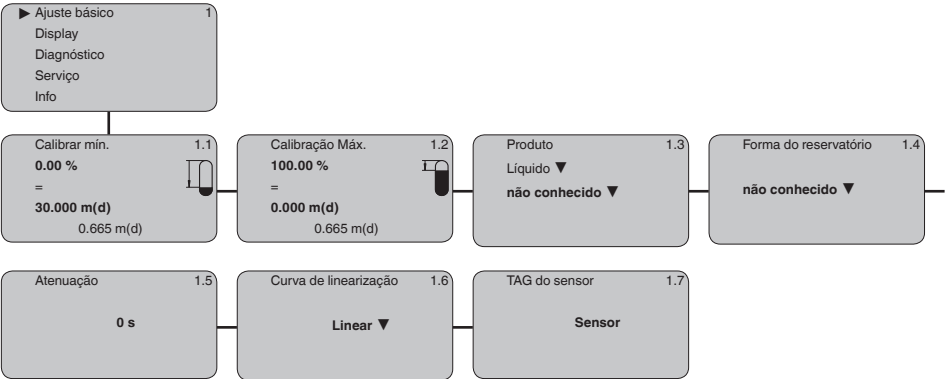 ▶ Ajuste básico 1
Display
Diagnóstico
Serviço
Info
Calibrar mín. 1.1
0.00 %
=
30.000 m(d)
0.665 m(d)
Calibração Máx. 1.2
100.00 %
=
0.000 m(d)
0.665 m(d)
Produto 1.3
Líquido ▼
não conhecido ▼
Forma do reservatório 1.4
não conhecido ▼
Atenuação 1.5
0 s
Curva de linearização 1.6
Linear ▼
TAG do sensor 1.7
Sensor